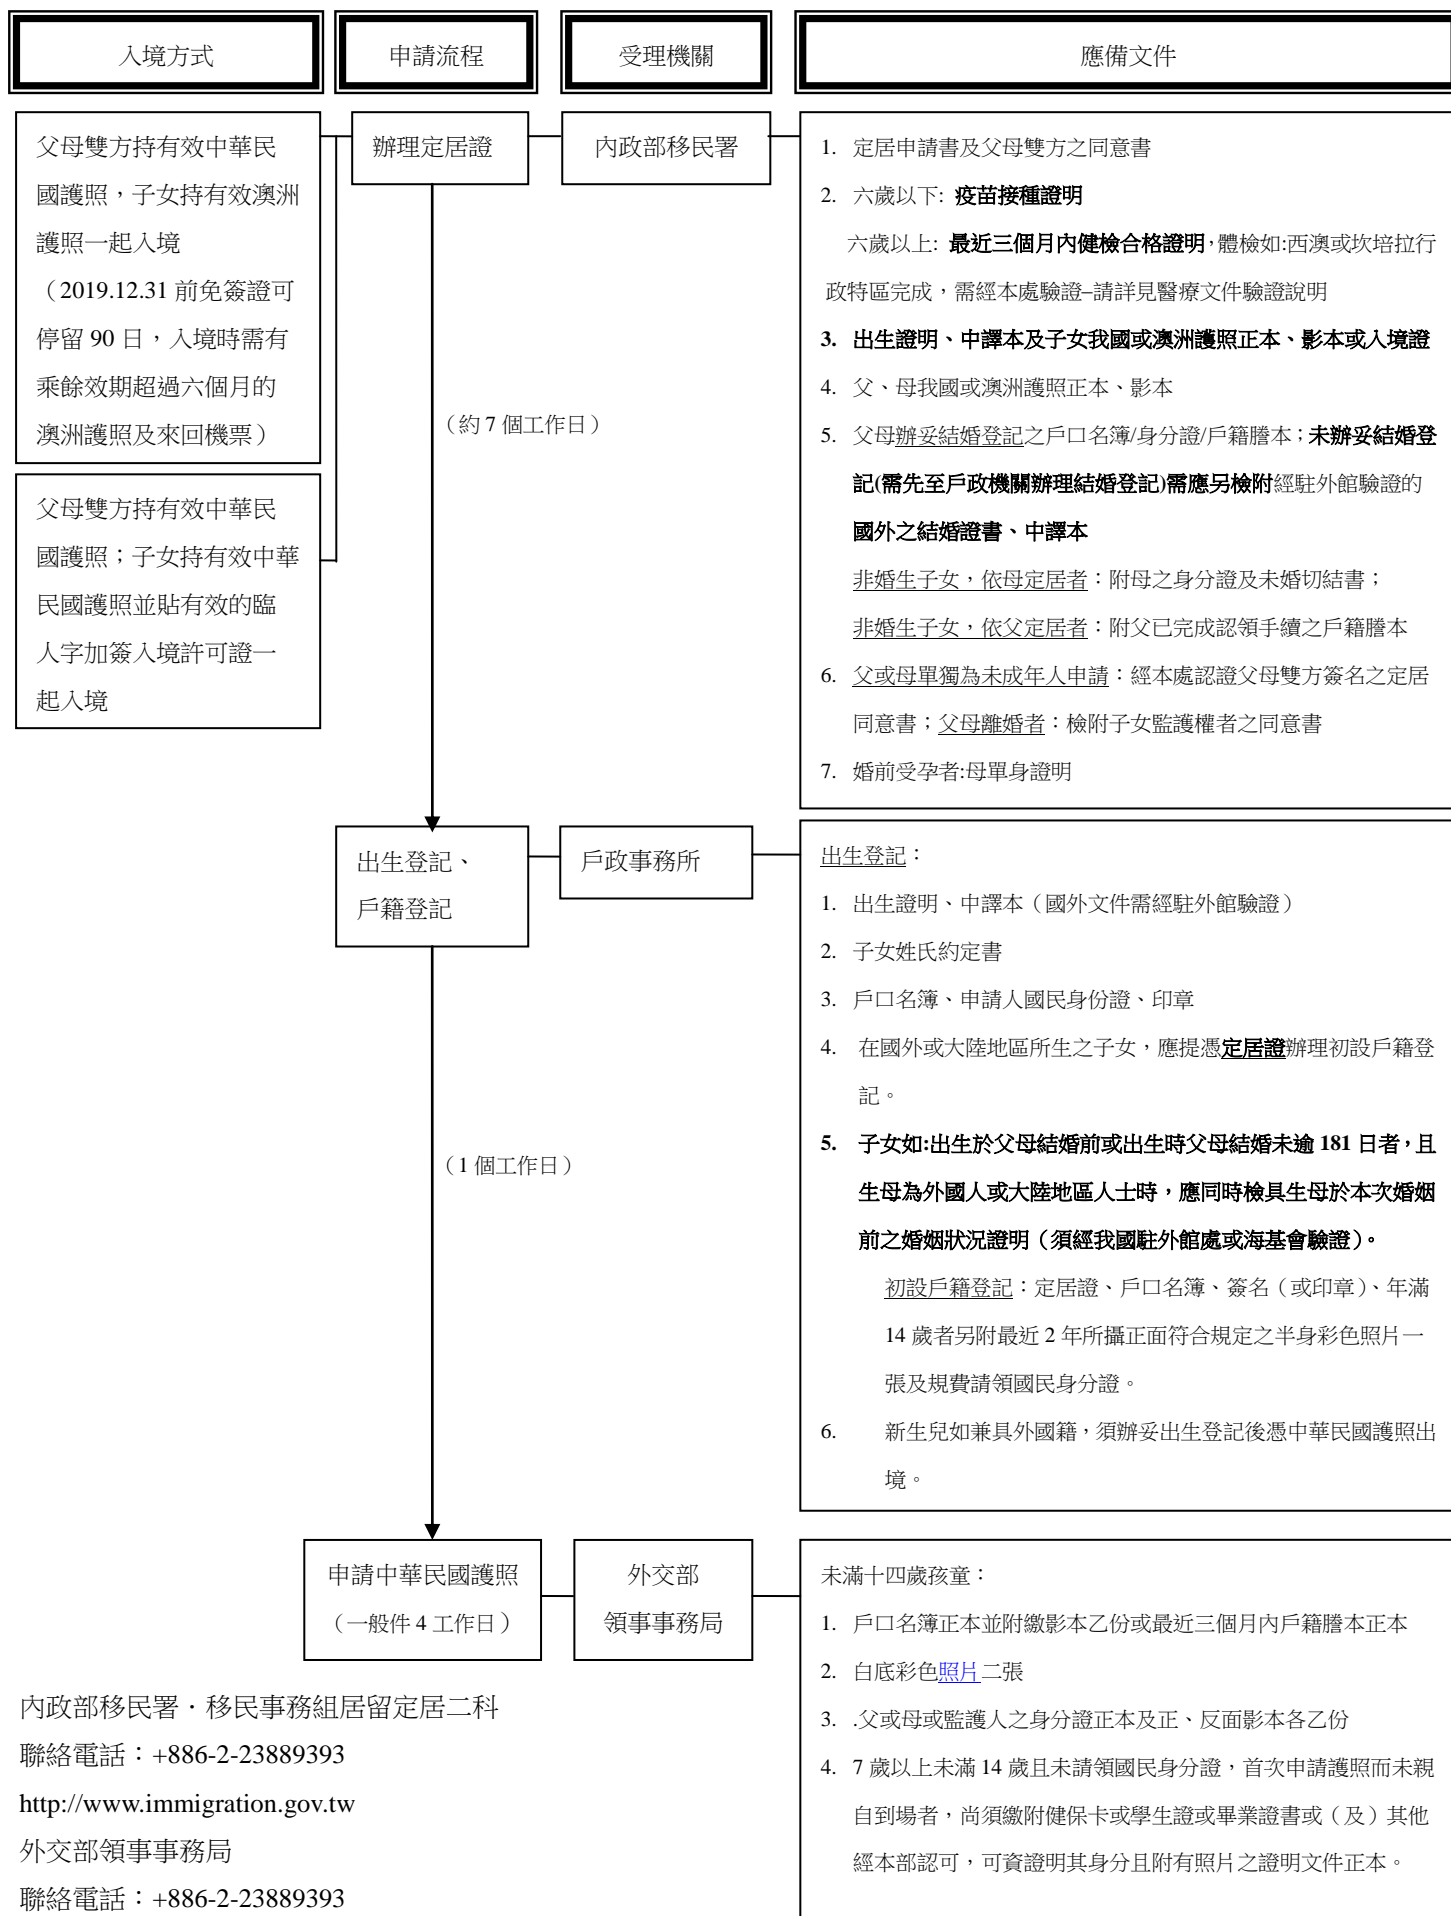 入境方式
申請流程
受理機關
應備文件
父母雙方持有效中華民
國護照，子女持有效澳洲
護照一起入境
（2019.12.31 前免簽證可
停留 90 日，入境時需有
乘餘效期超過六個月的
澳洲護照及來回機票）
父母雙方持有效中華民
國護照；子女持有效中華
民國護照並貼有效的臨
人字加簽入境許可證一
起入境
辦理定居證
內政部移民署
1. 定居申請書及父母雙方之同意書
2. 六歲以下: 疫苗接種證明
六歲以上: 最近三個月內健檢合格證明，體檢如:西澳或坎培拉行
政特區完成，需經本處驗證–請詳見醫療文件驗證說明
3. 出生證明、中譯本及子女我國或澳洲護照正本、影本或入境證
4. 父、母我國或澳洲護照正本、影本
5. 父母辦妥結婚登記之戶口名簿/身分證/戶籍謄本；未辦妥結婚登
記(需先至戶政機關辦理結婚登記)需應另檢附經駐外館驗證的
國外之結婚證書、中譯本
非婚生子女，依母定居者：附母之身分證及未婚切結書；
非婚生子女，依父定居者：附父已完成認領手續之戶籍謄本
6. 父或母單獨為未成年人申請：經本處認證父母雙方簽名之定居
同意書；父母離婚者：檢附子女監護權者之同意書
7. 婚前受孕者:母單身證明
（約 7 個工作日）
出生登記、
戶籍登記
戶政事務所
出生登記：
1. 出生證明、中譯本（國外文件需經駐外館驗證）
2. 子女姓氏約定書
3. 戶口名簿、申請人國民身份證、印章
4. 在國外或大陸地區所生之子女，應提憑定居證辦理初設戶籍登
記。
5. 子女如:出生於父母結婚前或出生時父母結婚未逾 181 日者，且
生母為外國人或大陸地區人士時，應同時檢具生母於本次婚姻
前之婚姻狀況證明（須經我國駐外館處或海基會驗證）。
初設戶籍登記：定居證、戶口名簿、簽名（或印章）、年滿
14 歲者另附最近 2 年所攝正面符合規定之半身彩色照片一
張及規費請領國民身分證。
6. 新生兒如兼具外國籍，須辦妥出生登記後憑中華民國護照出
境。
（1 個工作日）
申請中華民國護照
（一般件 4 工作日）
外交部
領事事務局
未滿十四歲孩童：
1. 戶口名簿正本並附繳影本乙份或最近三個月內戶籍謄本正本
2. 白底彩色照片二張
3. .父或母或監護人之身分證正本及正、反面影本各乙份
4. 7 歲以上未滿 14 歲且未請領國民身分證，首次申請護照而未親
自到場者，尚須繳附健保卡或學生證或畢業證書或（及）其他
經本部認可，可資證明其身分且附有照片之證明文件正本。
內政部移民署．移民事務組居留定居二科
聯絡電話：+886-2-23889393
http://www.immigration.gov.tw
外交部領事事務局
聯絡電話：+886-2-23889393